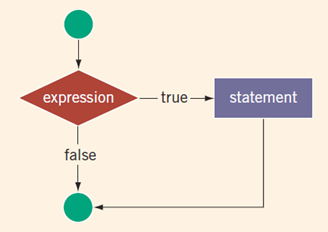 expression
true
statement
false